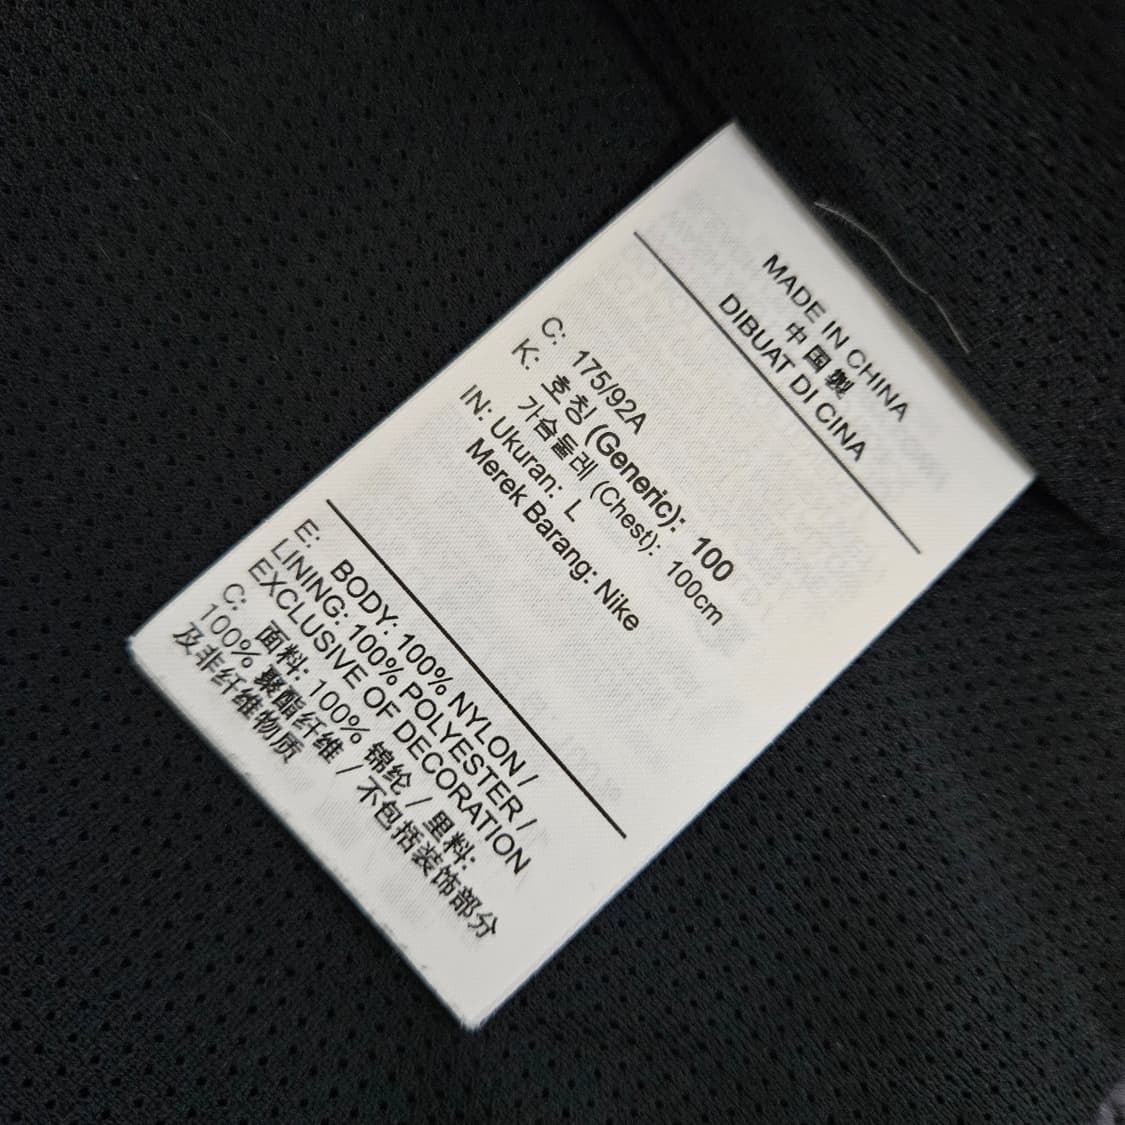 MADE IN CHINA
中国製
DIBUAT DI CINA
C: 175/92A
K: 호칭 (Generic): 100
가슴둘레 (Chest): 100cm
IN: Ukuran: L
Merek Barang: Nike
E: BODY: 100% NYLON /
LINING: 100% POLYESTER /
EXCLUSIVE OF DECORATION
C: 面料: 100% 锦纶 / 里料:
100% 聚酯纤维 / 不包括装饰部分
及非纤维物质